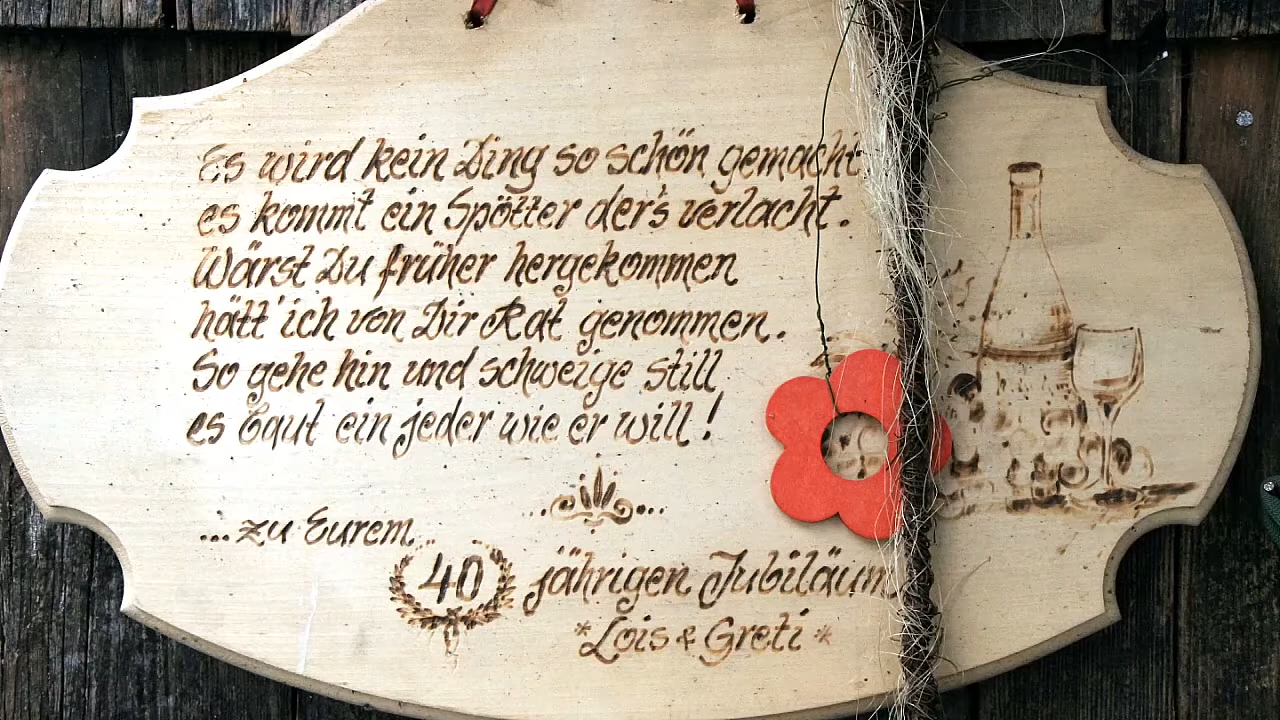 Es wird kein Ding so schön gemacht
es kommt ein Spötter der's verlacht.
Wärst Du früher hergekommen
hätt' ich von Dir Rat genommen.
So gehe hin und schweige still
es baut ein jeder wie er will!
...zu Eurem..
40 jährigen Jubiläum
*Lois & Greti*